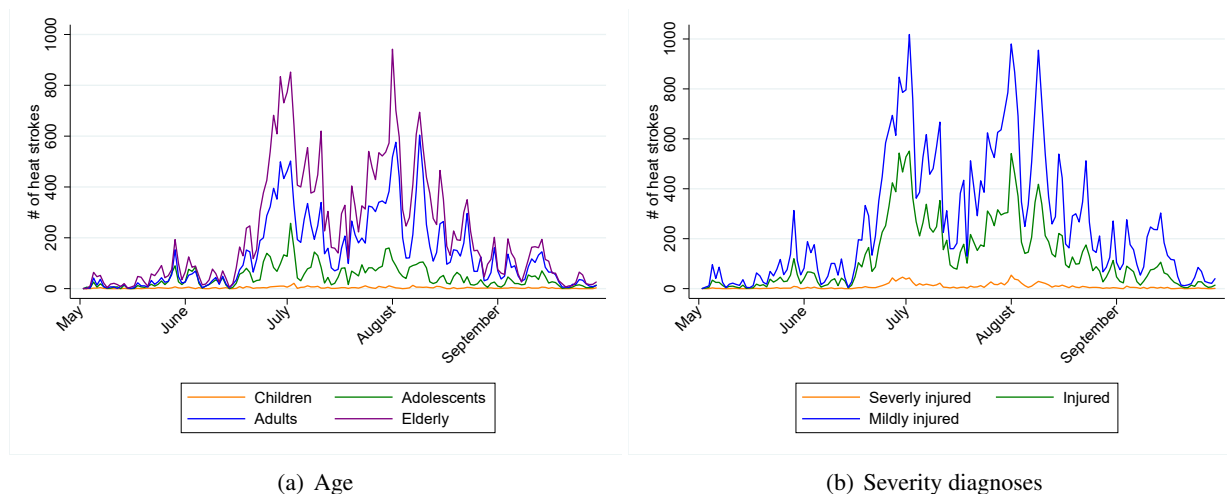 # of heat strokes
1000
800
600
400
200
0
May
June
July
August
September
Children
Adolescents
Adults
Elderly
(a) Age
# of heat strokes
1000
800
600
400
200
0
May
June
July
August
September
Severly injured
Injured
Mildly injured
(b) Severity diagnoses